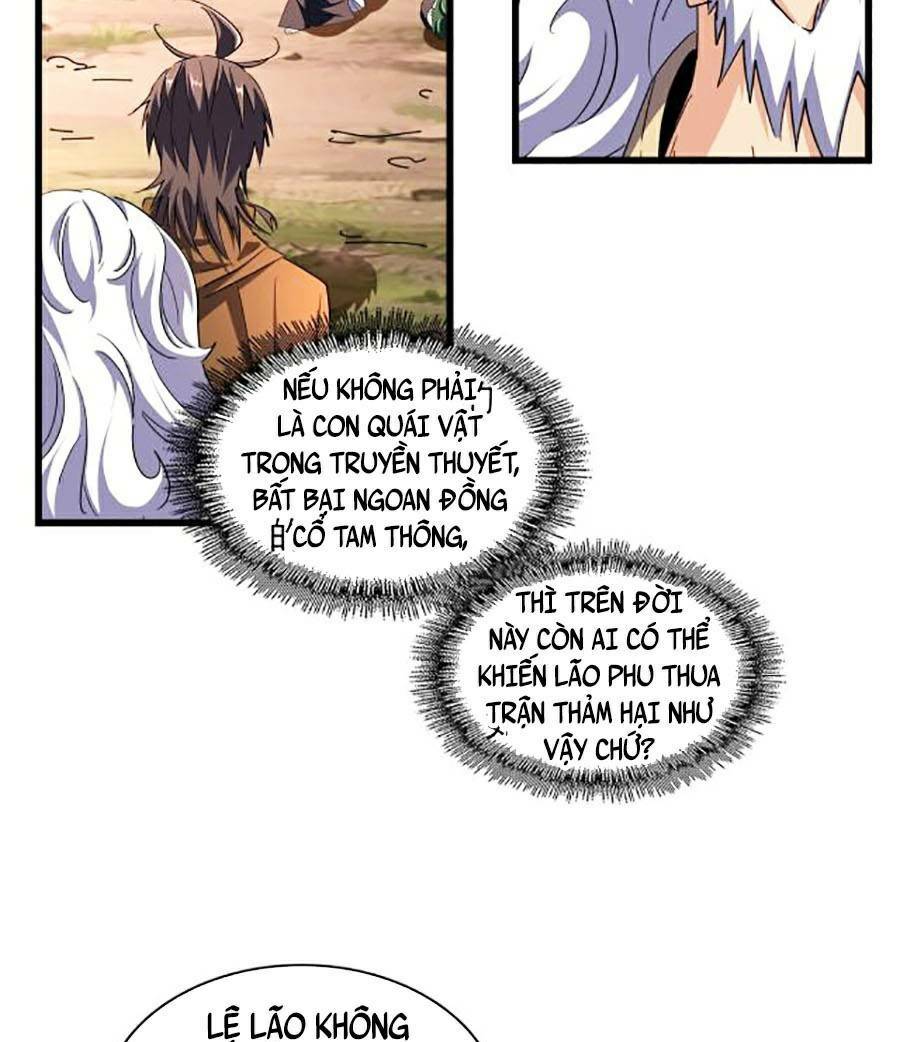 NẾU KHÔNG PHẢI
LÀ CON QUÁI VẬT
TRONG TRUYỀN THUYẾT,
BẤT BẠI NGOAN ĐỒNG
CỔ TAM THÔNG,
THÌ TRÊN ĐỜI
NÀY CÒN AI CÓ THỂ
KHIẾN LÃO PHU THUA
TRẬN THẢM HẠI NHƯ
VẬY CHỨ?
LỆ LÃO KHÔNG